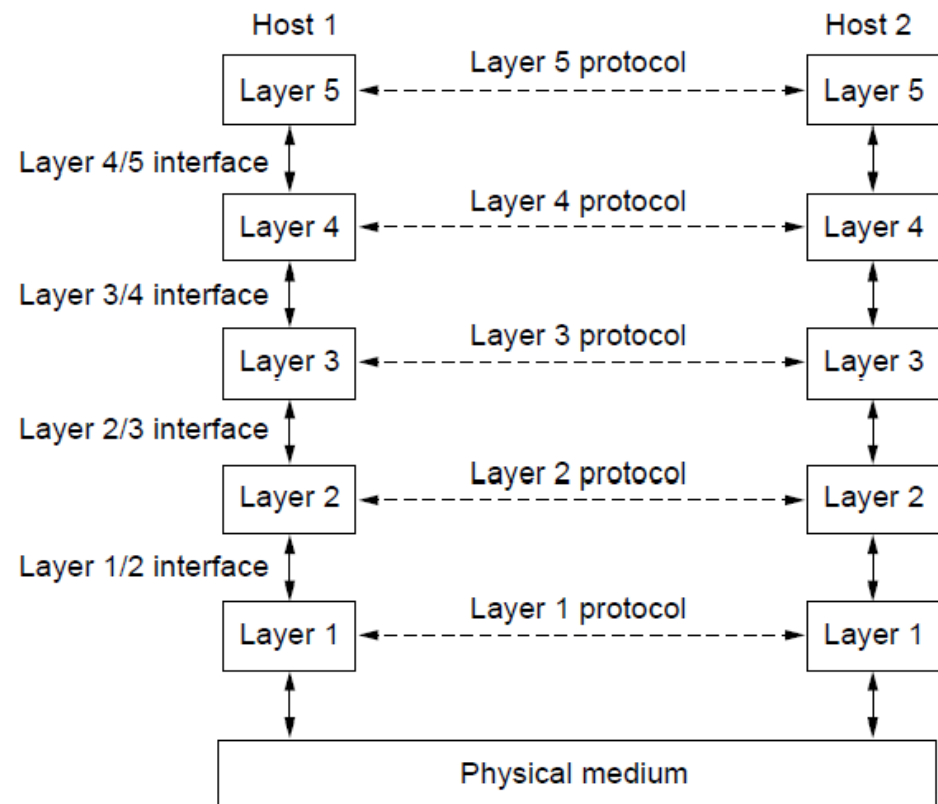 Host 1 Host 2
Layer 5 protocol
Layer 5 Layer 5
Layer 4/5 interface
Layer 4 protocol
Layer 4 Layer 4
Layer 3/4 interface
Layer 3 protocol
Layer 3 Layer 3
Layer 2/3 interface
Layer 2 protocol
Layer 2 Layer 2
Layer 1/2 interface
Layer 1 protocol
Layer 1 Layer 1
Physical medium